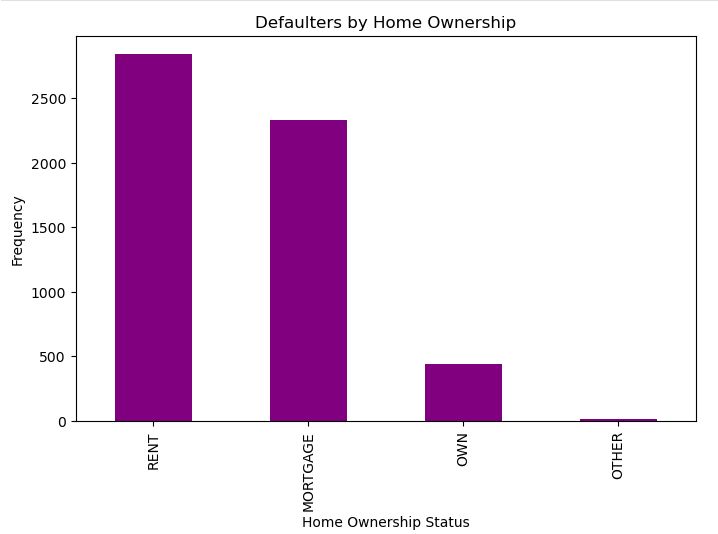 Defaulters by Home Ownership
Frequency
2500
2000
1500
1000
500
0
RENT
MORTGAGE
OWN
OTHER
Home Ownership Status